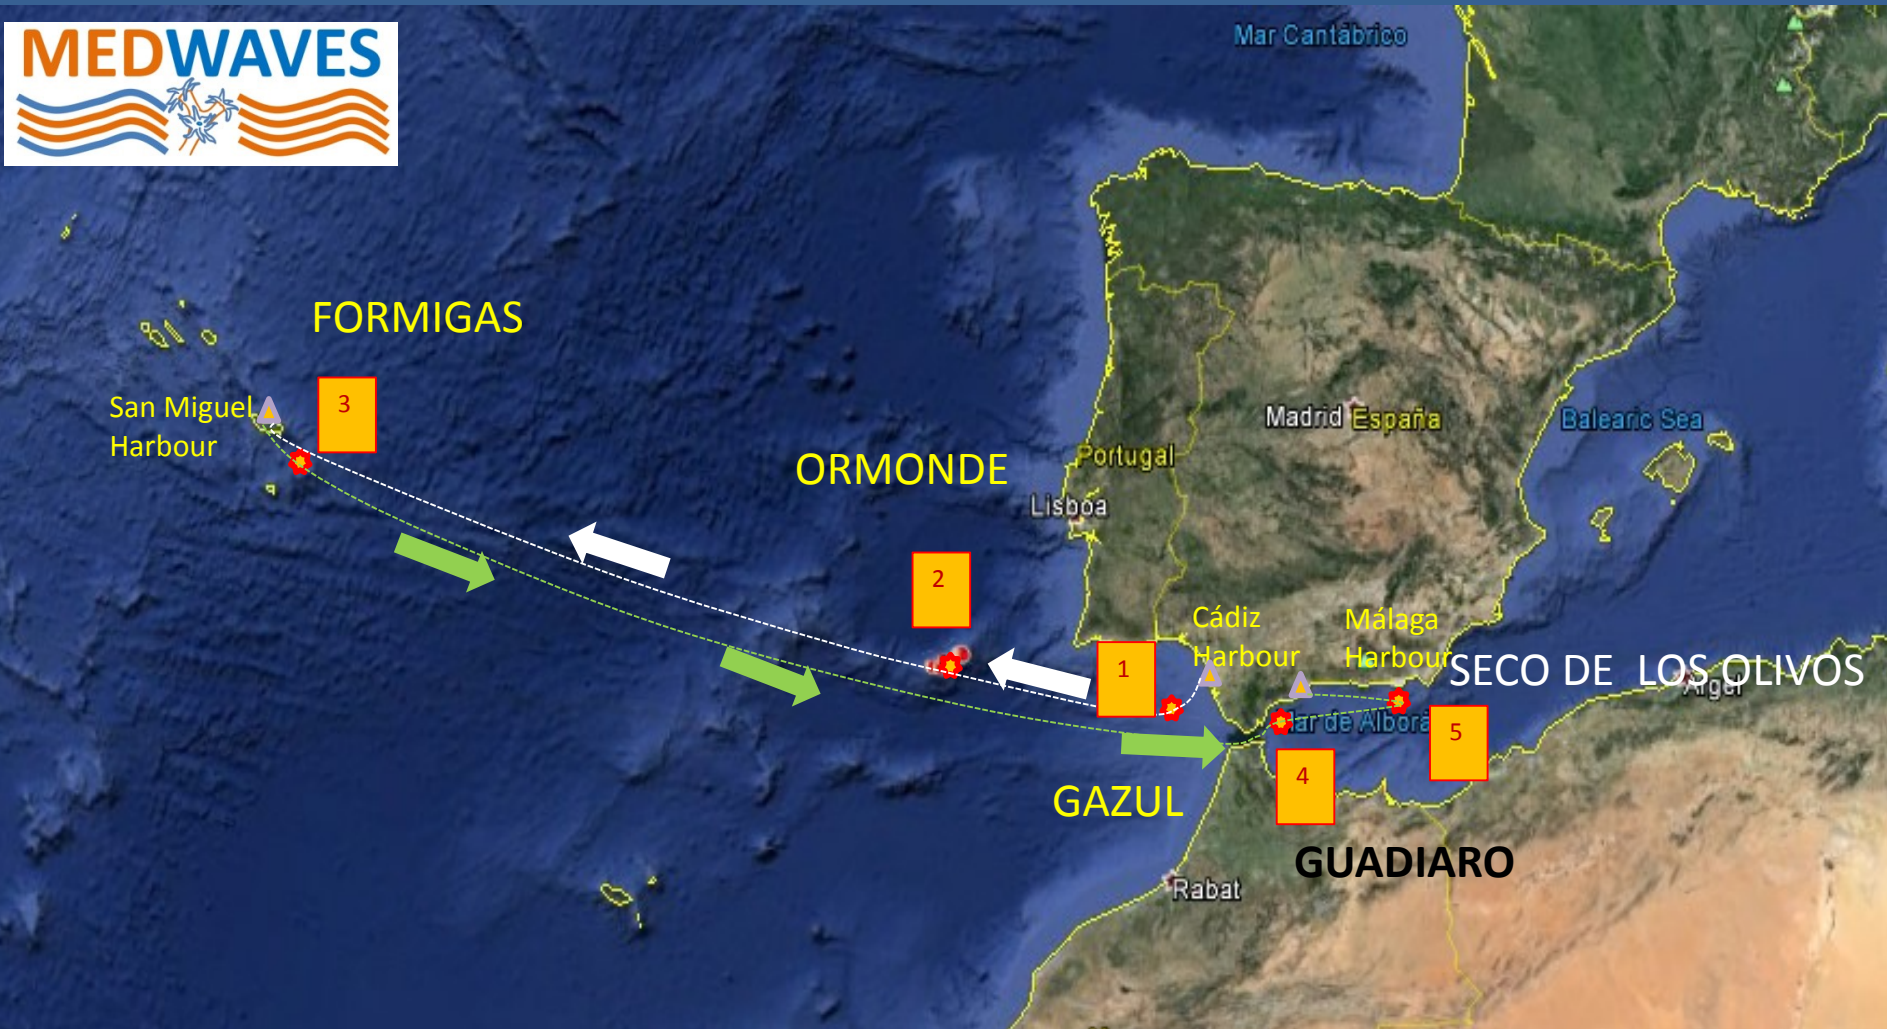 MEDWAVES
Mar Cantábrico
FORMIGAS
San Miguel
Harbour
3
ORMONDE
Madrid España
Balearic Sea
Portugal
Lisboa
2
Cádiz
Harbour
Málaga
Harbour
1
SECO DE LOS OLIVOS
Argel
Mar de Alborá
5
4
GAZUL
GUADIARO
Rabat